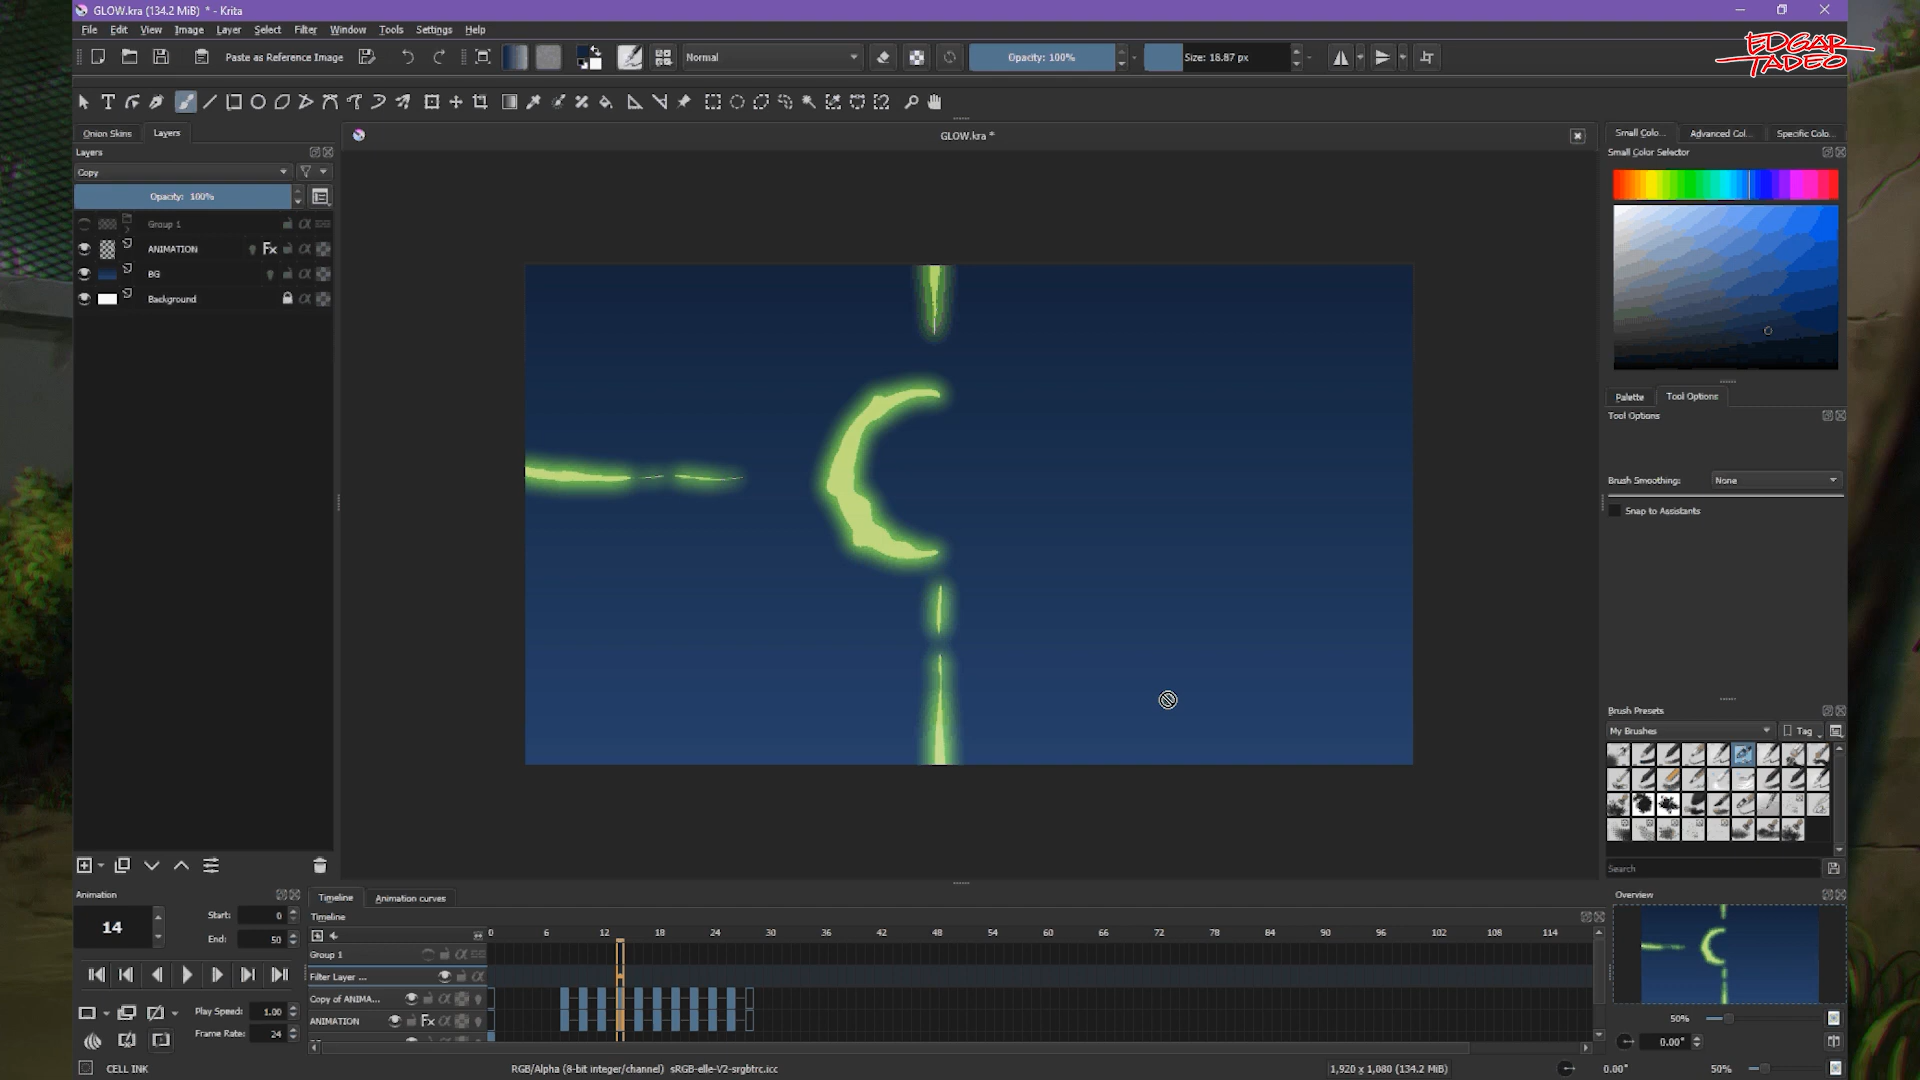 GLOW.kra (134.2 MiB) * - Krita
File Edit View Image Layer Select Filter Window Tools Settings Help
Paste as Reference Image Normal Opacity: 100% Size: 18.87 px
EDGAR
TADEO
Onion Skins Layers GLOW.kra * Small Colo... Advanced Col... Specific Colo...
Layers Small Color Selector
Copy
Opacity: 100%
Group 1
ANIMATION Fx
BG
Background
Palette Tool Options
Tool Options
Brush Smoothing: None
Snap to Assistants
Brush Presets
My Brushes Tag
Search
Animation Timeline Animation curves Overview
14 Start: 0 Timeline
End: 50 0 6 12 18 24 30 36 42 48 54 60 66 72 78 84 90 96 102 108 114
Group 1
Filter Layer ...
Copy of ANIMA...
Play Speed: 1.00 ANIMATION Fx 50%
Frame Rate: 24 0.00°
CELL INK RGB/Alpha (8-bit integer/channel) sRGB-elle-V2-srgbtrc.icc 1,920 x 1,080 (134.2 MiB) 0.00° 50%